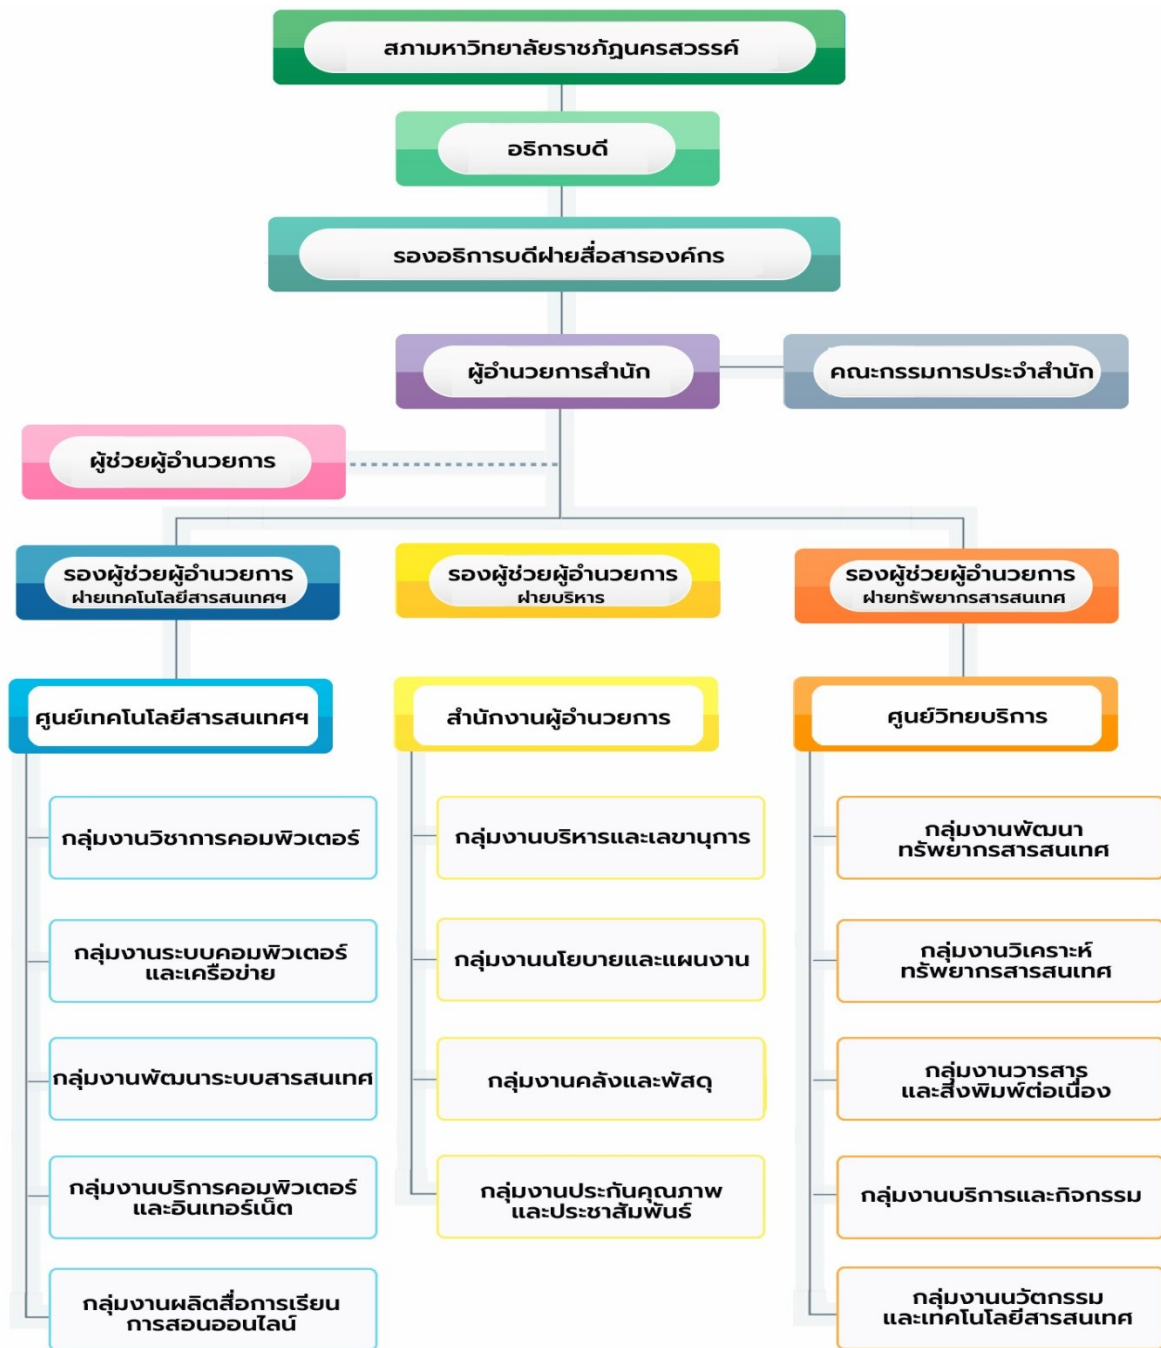 สภามหาวิทยาลัยราชภัฏนครสวรรค์
อธิการบดี
รองอธิการบดีฝ่ายสื่อสารองค์กร
ผู้อำนวยการสำนัก
คณะกรรมการประจำสำนัก
ผู้ช่วยผู้อำนวยการ
รองผู้ช่วยผู้อำนวยการ
ฝ่ายเทคโนโลยีสารสนเทศฯ
รองผู้ช่วยผู้อำนวยการ
ฝ่ายบริหาร
รองผู้ช่วยผู้อำนวยการ
ฝ่ายทรัพยากรสารสนเทศ
ศูนย์เทคโนโลยีสารสนเทศฯ
สำนักงานผู้อำนวยการ
ศูนย์วิทยบริการ
กลุ่มงานวิชาการคอมพิวเตอร์
กลุ่มงานระบบคอมพิวเตอร์
และเครือข่าย
กลุ่มงานพัฒนาระบบสารสนเทศ
กลุ่มงานบริการคอมพิวเตอร์
และอินเทอร์เน็ต
กลุ่มงานผลิตสื่อการเรียน
การสอนออนไลน์
กลุ่มงานบริหารและเลขานุการ
กลุ่มงานนโยบายและแผนงาน
กลุ่มงานคลังและพัสดุ
กลุ่มงานประกันคุณภาพ
และประชาสัมพันธ์
กลุ่มงานพัฒนา
ทรัพยากรสารสนเทศ
กลุ่มงานวิเคราะห์
ทรัพยากรสารสนเทศ
กลุ่มงานวารสาร
และสิ่งพิมพ์ต่อเนื่อง
กลุ่มงานบริการและกิจกรรม
กลุ่มงานนวัตกรรม
และเทคโนโลยีสารสนเทศ